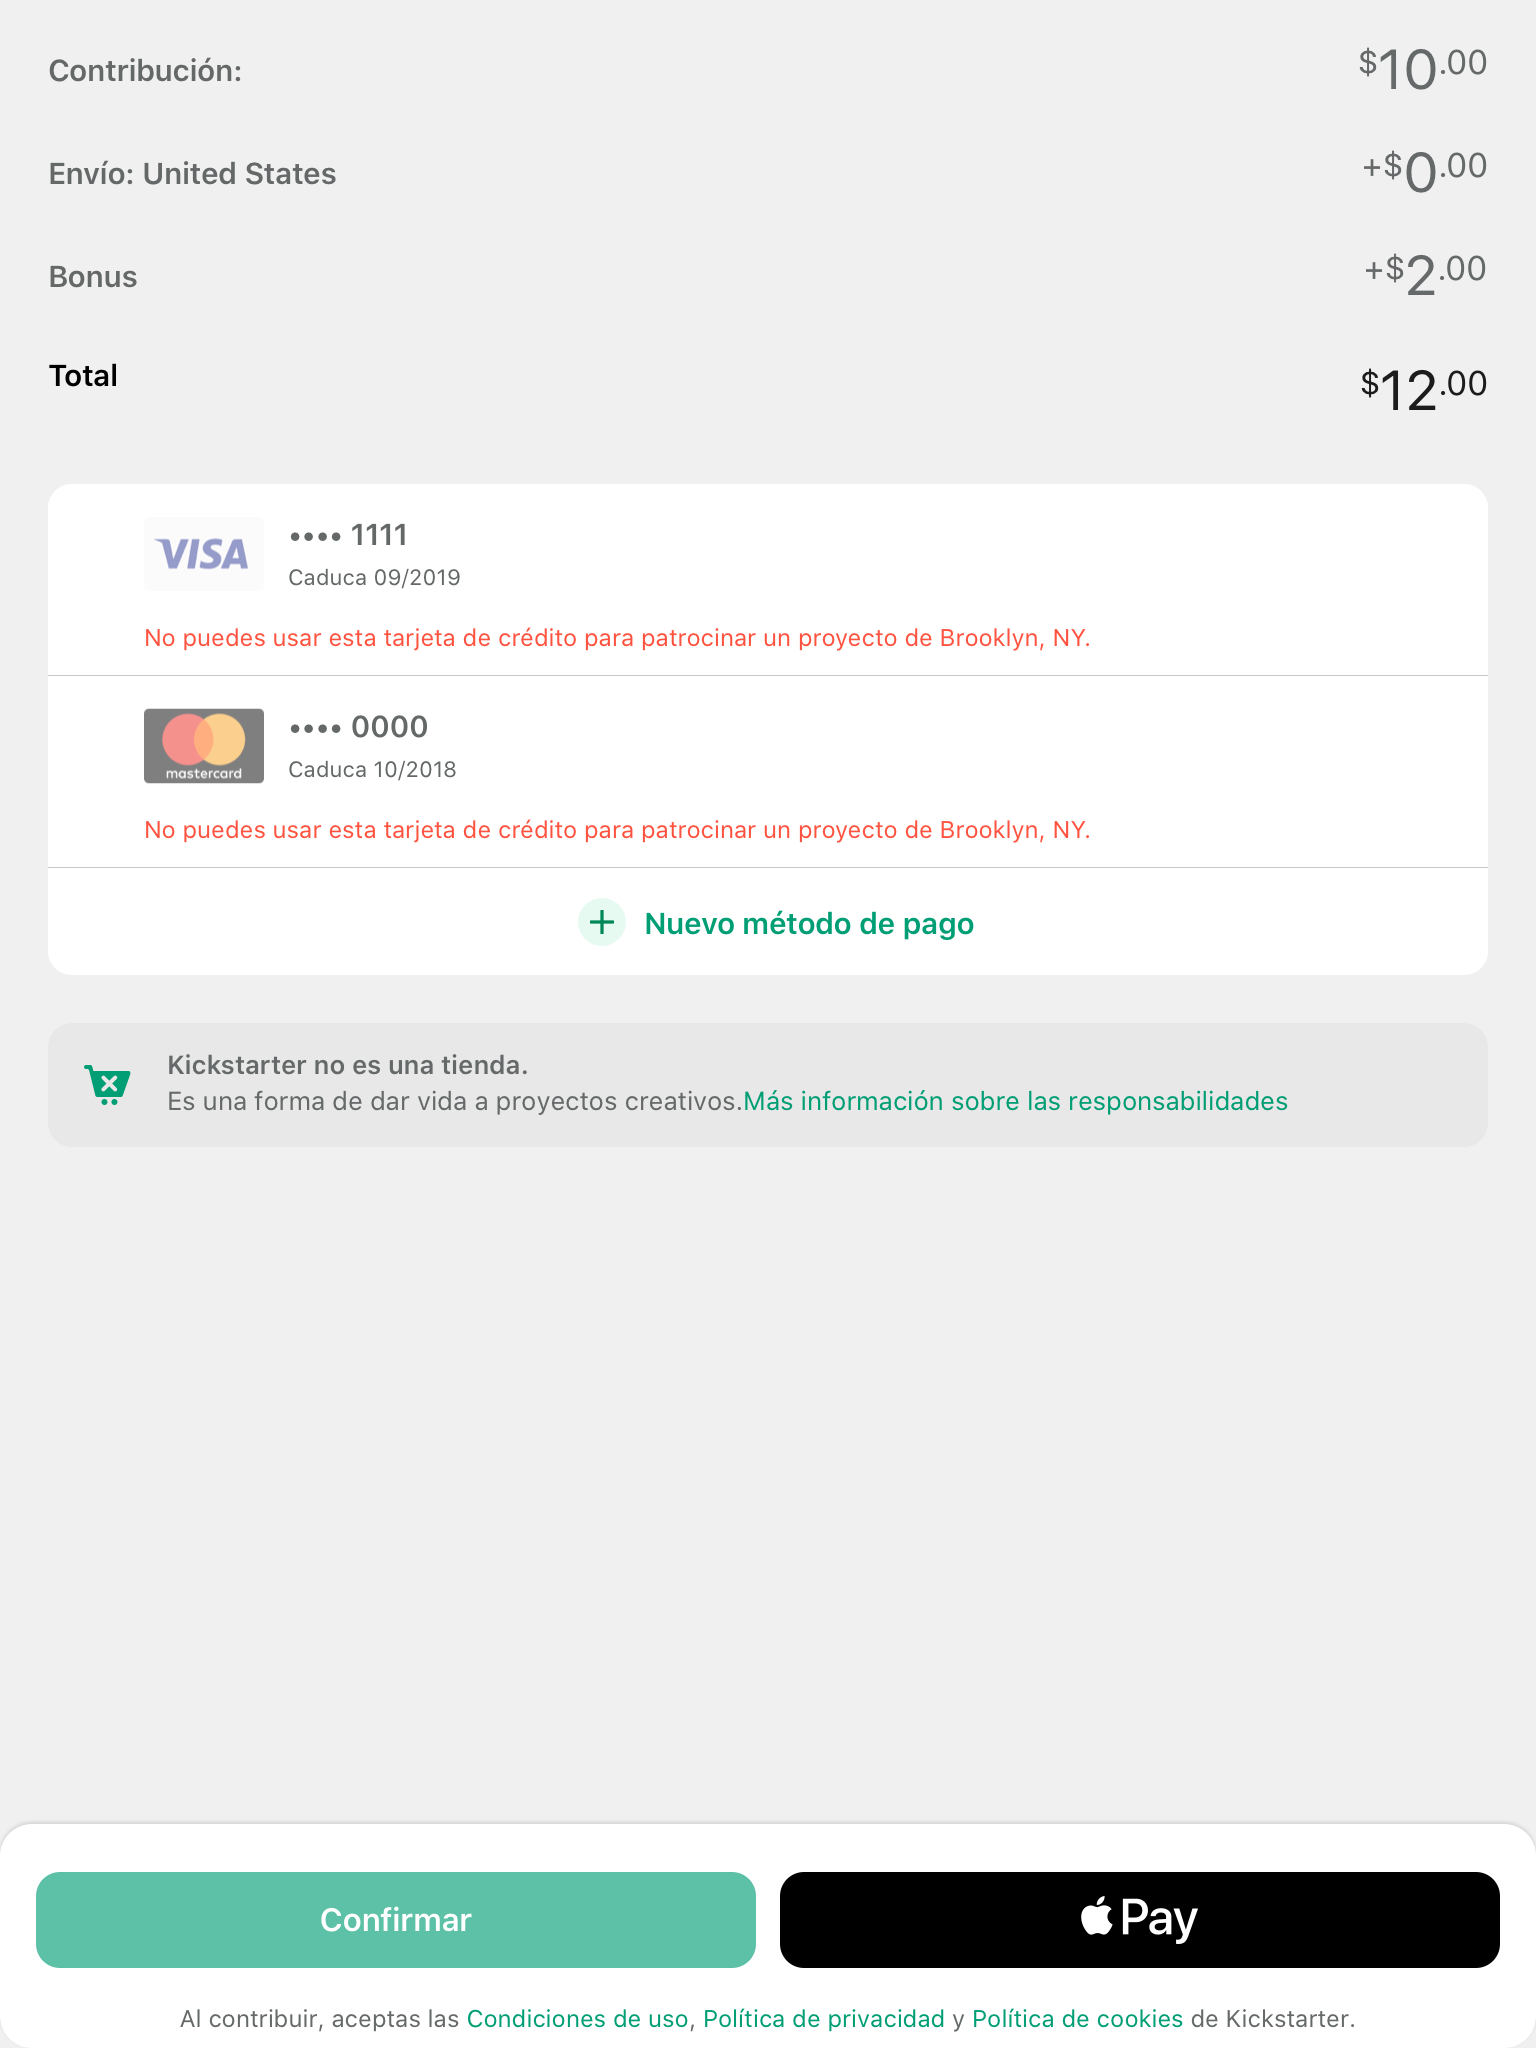 Contribución:
$10.00
Envío: United States
+$0.00
Bonus
+$2.00
Total
$12.00
VISA
•••• 1111
Caduca 09/2019
No puedes usar esta tarjeta de crédito para patrocinar un proyecto de Brooklyn, NY.
mastercard
•••• 0000
Caduca 10/2018
No puedes usar esta tarjeta de crédito para patrocinar un proyecto de Brooklyn, NY.
Nuevo método de pago
Kickstarter no es una tienda.
Es una forma de dar vida a proyectos creativos.Más información sobre las responsabilidades
Confirmar
Pay
Al contribuir, aceptas las Condiciones de uso, Política de privacidad y Política de cookies de Kickstarter.